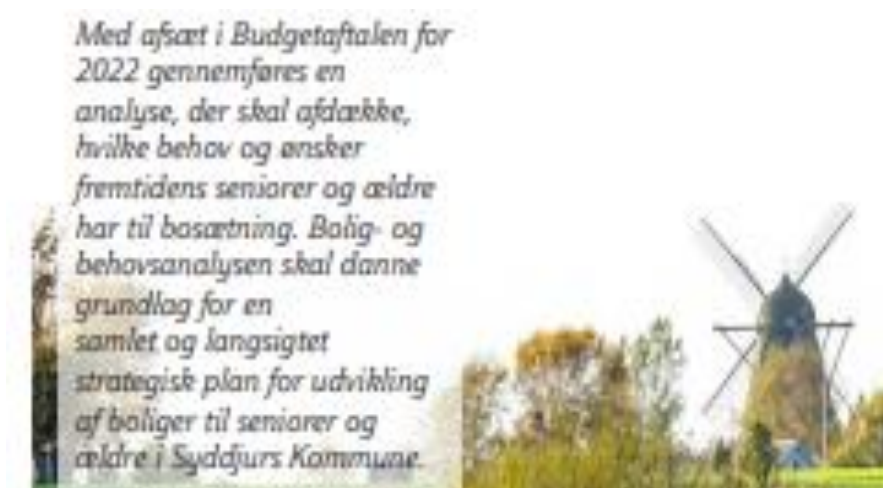 Med afsæt i Budgetaftalen for
2022 gennemføres en
analyse, der skal afdække,
hvilke behov og ønsker
fremtidens seniorer og ældre
har til bosætning. Bolig- og
behovsanalysen skal danne
grundlag for en
samlet og langsigtet
strategisk plan for udvikling
af boliger til seniorer og
ældre i Syddjurs Kommune.